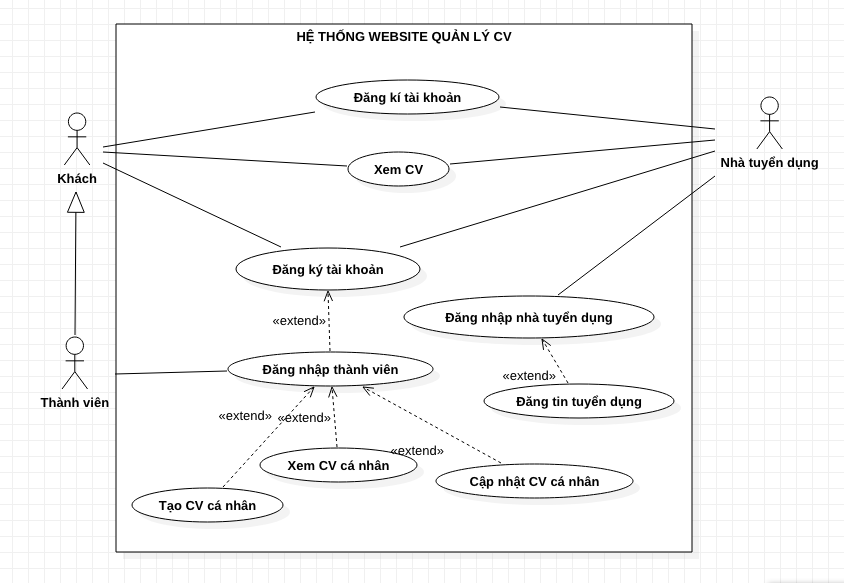 HỆ THỐNG WEBSITE QUẢN LÝ CV
Đăng kí tài khoản
Xem CV
Khách
Nhà tuyển dụng
Đăng ký tài khoản
«extend»
Đăng nhập nhà tuyển dụng
Đăng nhập thành viên
«extend»
Thành viên
Đăng tin tuyển dụng
«extend»
«extend»
«extend»
Xem CV cá nhân
Cập nhật CV cá nhân
Tạo CV cá nhân